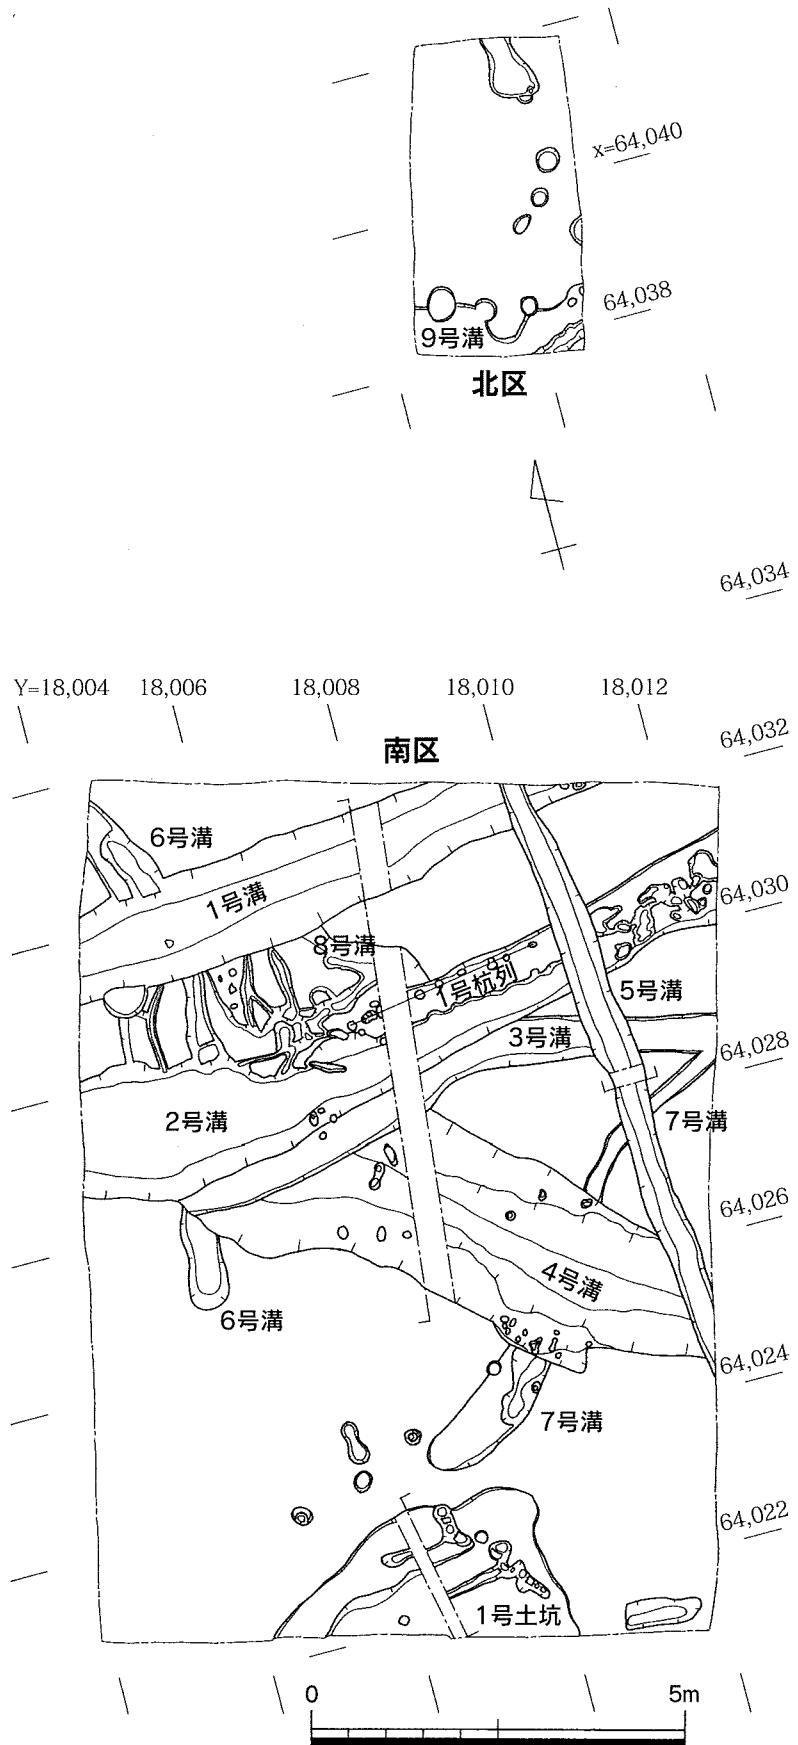 x=64,040
64,038
9号溝
北区
64,034
Y=18,004 18,006 18,008 18,010 18,012
64,032
南区
6号溝
1号溝
64,030
8号溝
1号杭列
5号溝
3号溝
64,028
2号溝
7号溝
64,026
4号溝
6号溝
64,024
7号溝
64,022
1号土坑
0 5m